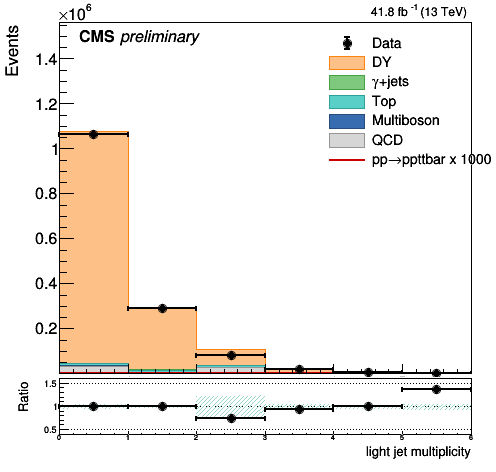 ×10^6
CMS preliminary
41.8 fb⁻¹ (13 TeV)
Events
1.4
1.2
1
0.8
0.6
0.4
0.2
Data
DY
γ+jets
Top
Multiboson
QCD
pp→ppttbar x 1000
Ratio
1.5
1
0.5
0 1 2 3 4 5 6
light jet multiplicity